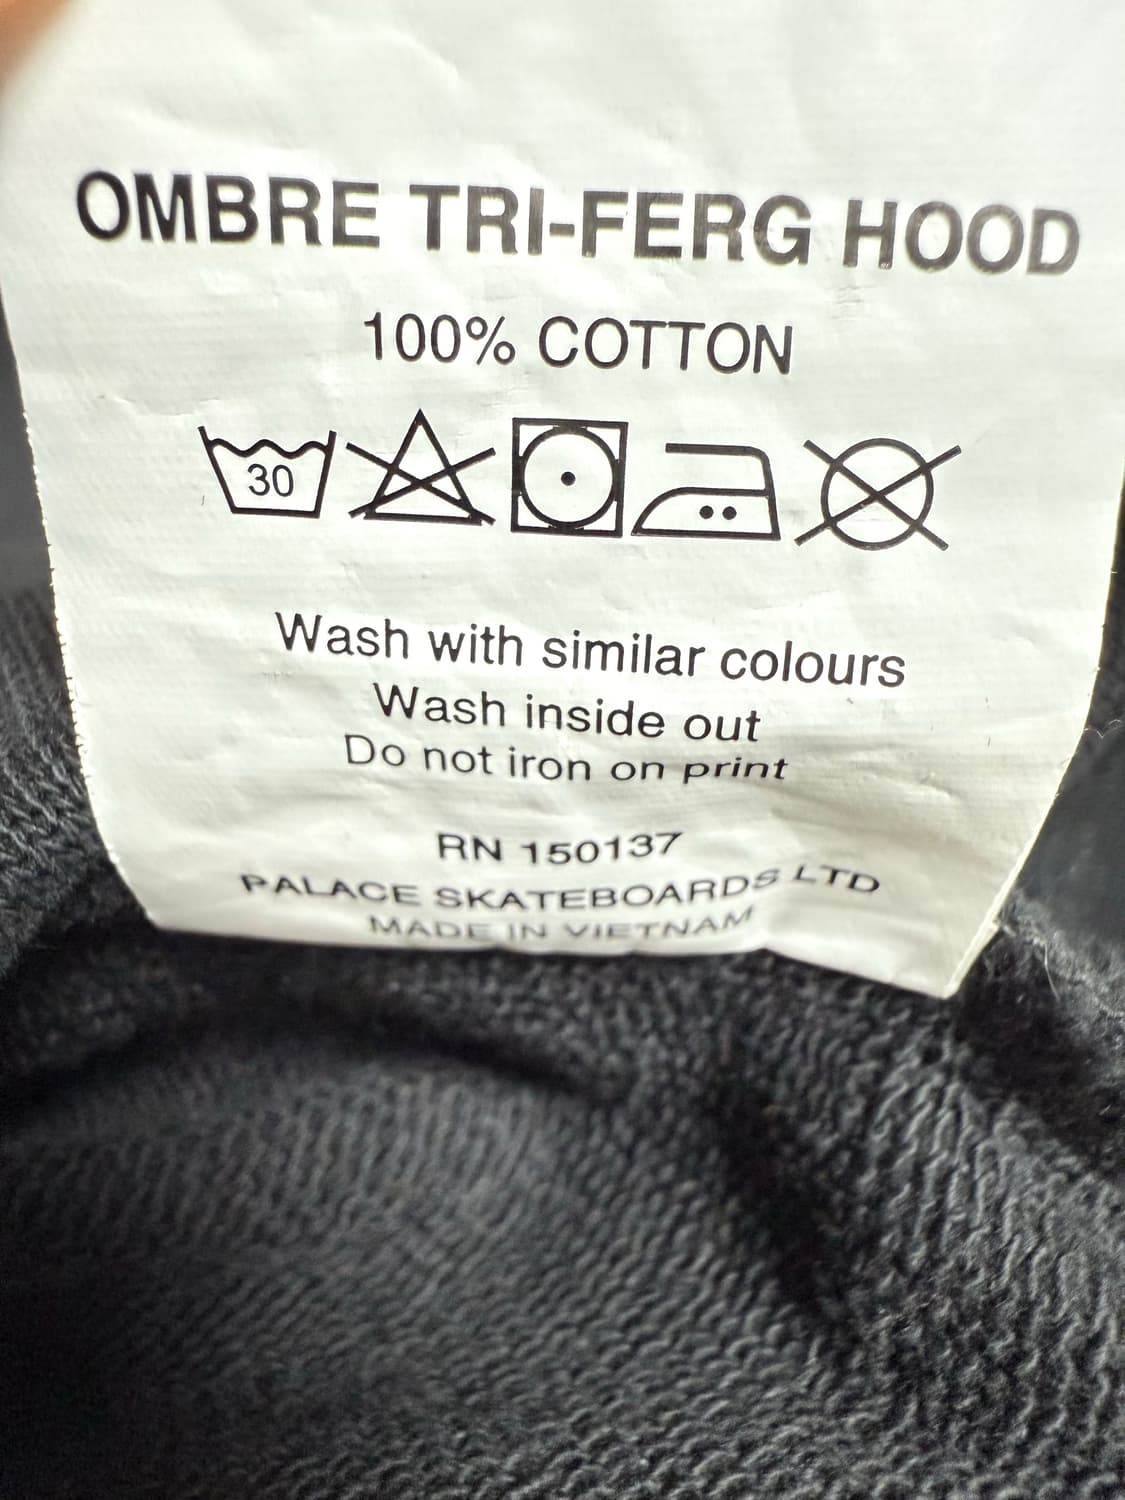 OMBRE TRI-FERG HOOD
100% COTTON
30
Wash with similar colours
Wash inside out
Do not iron on print
RN 150137
PALACE SKATEBOARDS LTD
MADE IN VIETNAM